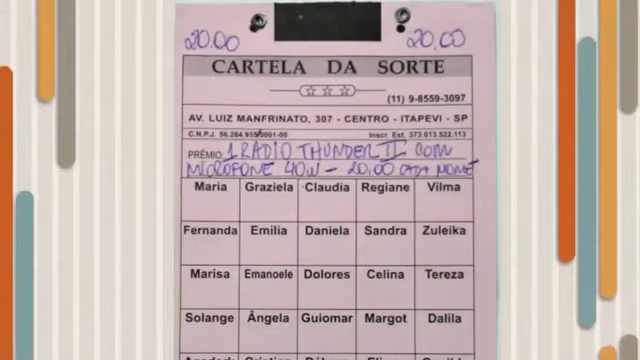 20.00 20,00
CARTELA DA SORTE
(11) 9-8559-3097
AV. LUIZ MANFRINATO, 307 - CENTRO - ITAPEVI - SP
C.N.P.J. 56.264.955/0001-00 Inscr. Est. 373.013.522.113
PRÊMIO: 1 RADIO THUNDER II COM
MICROFONE 40W - 20,00 CADA NOME
Maria Graziela Claudia Regiane Vilma
Fernanda Emilia Daniela Sandra Zuleika
Marisa Emanoele Dolores Celina Tereza
Solange Ângela Guiomar Margot Dalila